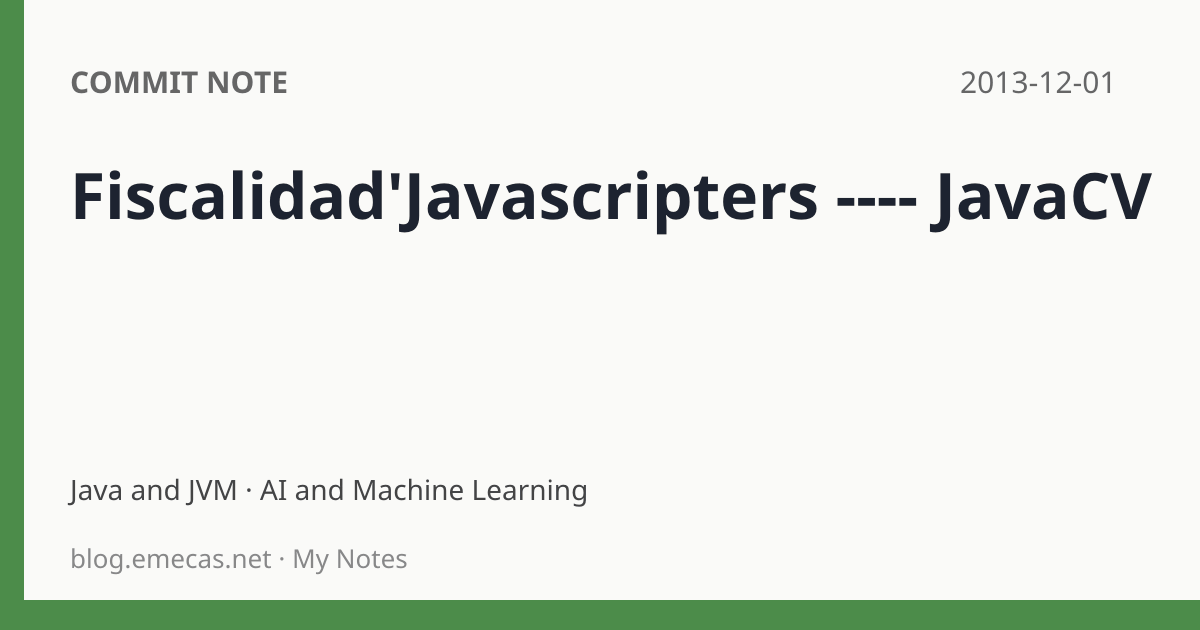 COMMIT NOTE
2013-12-01
Fiscalidad'Javascripters ---- JavaCV
Java and JVM · AI and Machine Learning
blog.emecas.net · My Notes